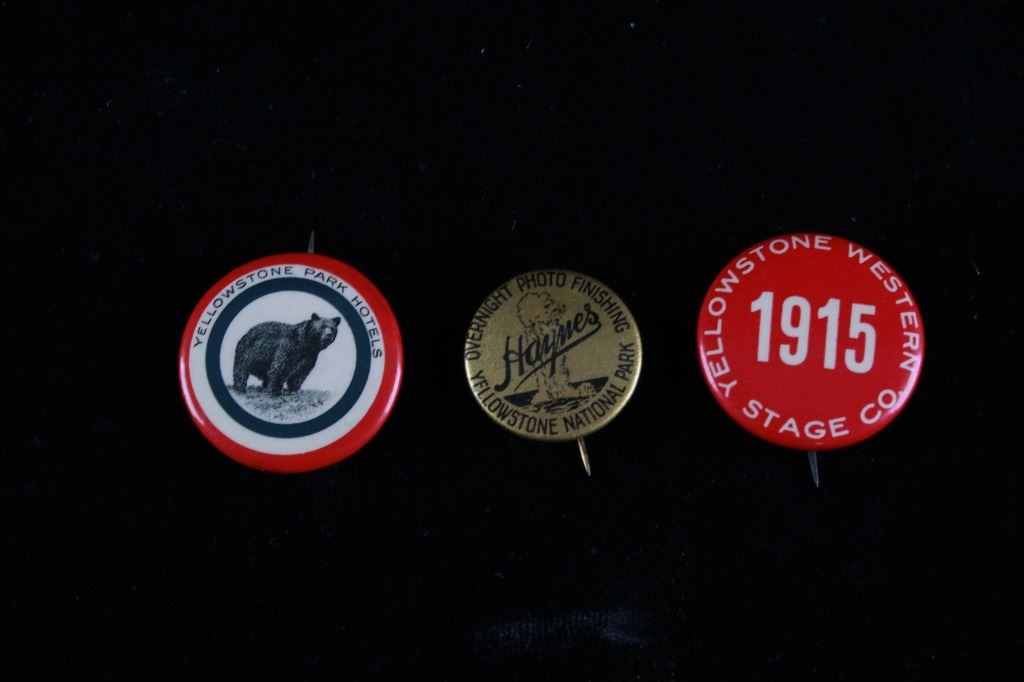 YELLOWSTONE PARK HOTELS
OVERNIGHT PHOTO FINISHING
Haynes
YELLOWSTONE NATIONAL PARK
YELLOWSTONE WESTERN
1915
STAGE CO.